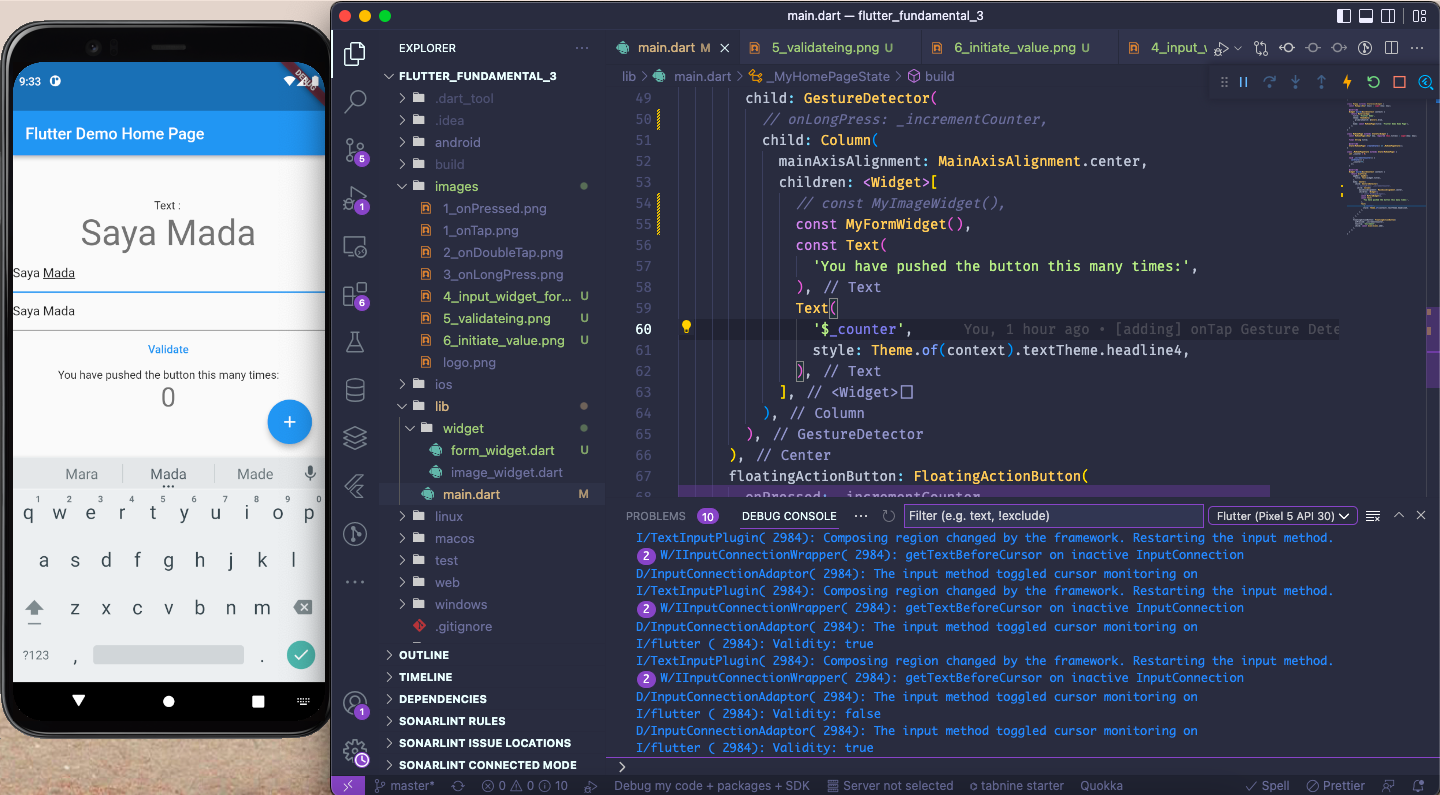 9:33
DEBUG
Flutter Demo Home Page
Text :
Saya Mada
Saya Mada
Saya Mada
Validate
You have pushed the button this many times:
0
+
Mara Mada Made
1 2 3 4 5 6 7 8 9 0
q w e r t y u i o p
a s d f g h j k l
z x c v b n m
?123 , .
main.dart — flutter_fundamental_3
EXPLORER
FLUTTER_FUNDAMENTAL_3
.dart_tool
.idea
android
build
images
1_onPressed.png
1_onTap.png
2_onDoubleTap.png
3_onLongPress.png
4_input_widget_for... U
5_validateing.png U
6_initiate_value.png U
logo.png
ios
lib
widget
form_widget.dart U
image_widget.dart
main.dart M
linux
macos
test
web
windows
.gitignore
OUTLINE
TIMELINE
DEPENDENCIES
SONARLINT RULES
SONARLINT ISSUE LOCATIONS
SONARLINT CONNECTED MODE
5
1
6
1
main.dart M 5_validateing.png U 6_initiate_value.png U 4_input_w
lib > main.dart > _MyHomePageState > build
49 child: GestureDetector(
50 // onLongPress: _incrementCounter,
51 child: Column(
52 mainAxisAlignment: MainAxisAlignment.center,
53 children: <Widget>[
54 // const MyImageWidget(),
55 const MyFormWidget(),
56 const Text(
57 'You have pushed the button this many times:',
58 ), // Text
59 Text(
60 '$_counter', You, 1 hour ago • [adding] onTap Gesture Dete
61 style: Theme.of(context).textTheme.headline4,
62 ), // Text
63 ], // <Widget>[]
64 ), // Column
65 ), // GestureDetector
66 ), // Center
67 floatingActionButton: FloatingActionButton(
68 onPressed: _incrementCounter
PROBLEMS 10 DEBUG CONSOLE ... Filter (e.g. text, !exclude) Flutter (Pixel 5 API 30)
I/TextInputPlugin( 2984): Composing region changed by the framework. Restarting the input method.
2 W/IInputConnectionWrapper( 2984): getTextBeforeCursor on inactive InputConnection
D/InputConnectionAdaptor( 2984): The input method toggled cursor monitoring on
I/TextInputPlugin( 2984): Composing region changed by the framework. Restarting the input method.
2 W/IInputConnectionWrapper( 2984): getTextBeforeCursor on inactive InputConnection
D/InputConnectionAdaptor( 2984): The input method toggled cursor monitoring on
I/flutter ( 2984): Validity: true
I/TextInputPlugin( 2984): Composing region changed by the framework. Restarting the input method.
2 W/IInputConnectionWrapper( 2984): getTextBeforeCursor on inactive InputConnection
D/InputConnectionAdaptor( 2984): The input method toggled cursor monitoring on
I/flutter ( 2984): Validity: false
D/InputConnectionAdaptor( 2984): The input method toggled cursor monitoring on
I/flutter ( 2984): Validity: true
>
master* 0 0 10 Debug my code + packages + SDK Server not selected tabnine starter Quokka Spell Prettier